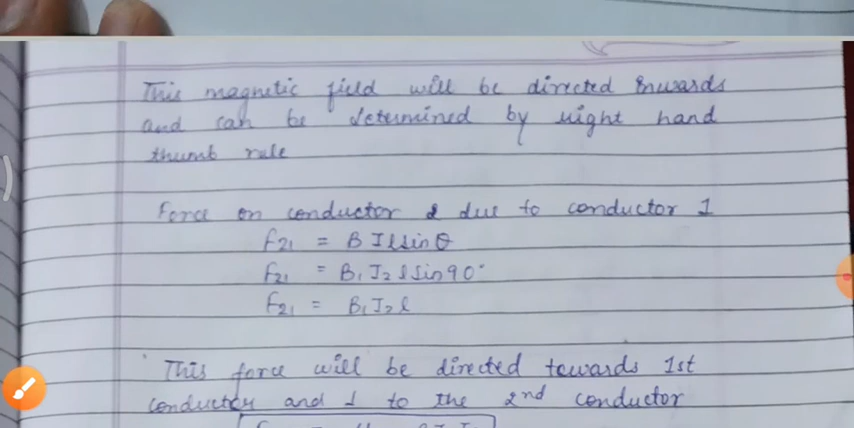 This magnetic field will be directed Inwards
and can be determined by right hand
thumb rule
Force on conductor 2 due to conductor 1
F21 = B I l sin θ
F21 = B1 I2 l sin 90°
F21 = B1 I2 l
This force will be directed towards 1st
conductor and ⊥ to the 2nd conductor